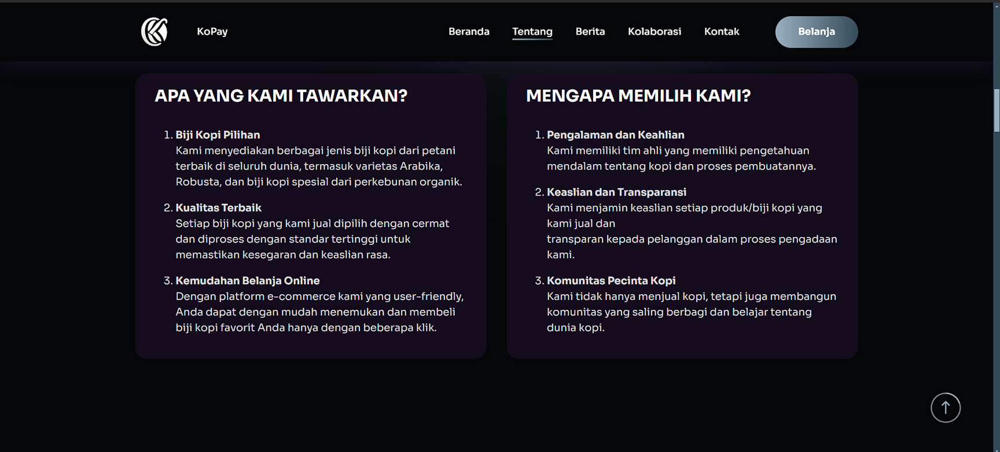 KoPay
Beranda
Tentang
Berita
Kolaborasi
Kontak
Belanja
APA YANG KAMI TAWARKAN?
1. Biji Kopi Pilihan
Kami menyediakan berbagai jenis biji kopi dari petani
terbaik di seluruh dunia, termasuk varietas Arabika,
Robusta, dan biji kopi spesial dari perkebunan organik.
2. Kualitas Terbaik
Setiap biji kopi yang kami jual dipilih dengan cermat
dan diproses dengan standar tertinggi untuk
memastikan kesegaran dan keaslian rasa.
3. Kemudahan Belanja Online
Dengan platform e-commerce kami yang user-friendly,
Anda dapat dengan mudah menemukan dan membeli
biji kopi favorit Anda hanya dengan beberapa klik.
MENGAPA MEMILIH KAMI?
1. Pengalaman dan Keahlian
Kami memiliki tim ahli yang memiliki pengetahuan
mendalam tentang kopi dan proses pembuatannya.
2. Keaslian dan Transparansi
Kami menjamin keaslian setiap produk/biji kopi yang
kami jual dan
transparan kepada pelanggan dalam proses pengadaan
kami.
3. Komunitas Pecinta Kopi
Kami tidak hanya menjual kopi, tetapi juga membangun
komunitas yang saling berbagi dan belajar tentang
dunia kopi.